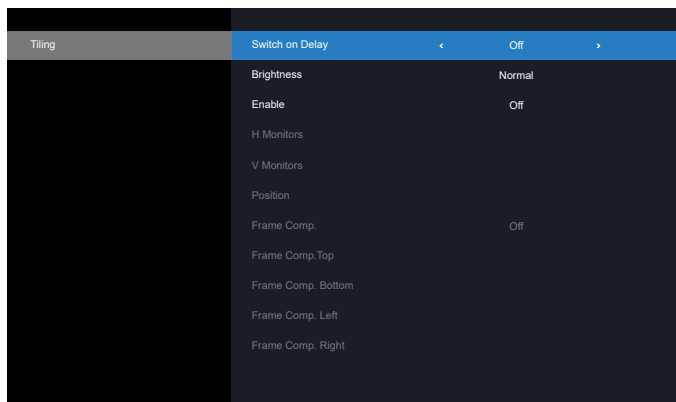 Tiling
Switch on Delay ‹ Off ›
Brightness Normal
Enable Off
H Monitors
V Monitors
Position
Frame Comp. Off
Frame Comp.Top
Frame Comp. Bottom
Frame Comp. Left
Frame Comp. Right